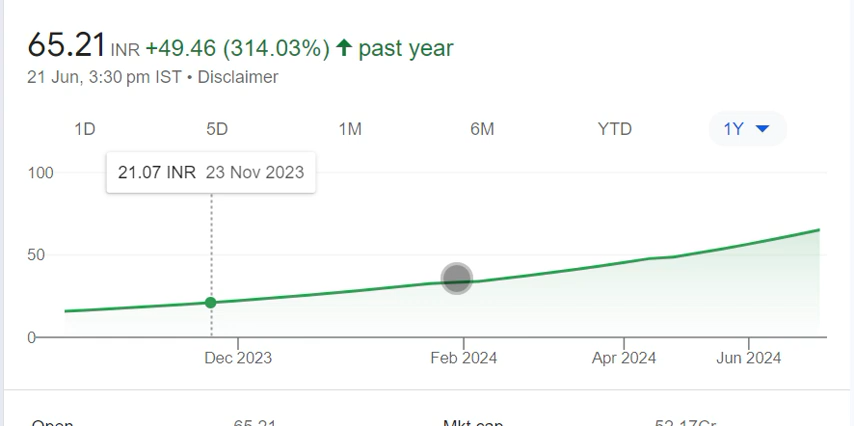 65.21 INR +49.46 (314.03%) ↑ past year
21 Jun, 3:30 pm IST • Disclaimer
1D 5D 1M 6M YTD 1Y
21.07 INR 23 Nov 2023
100
50
0
Dec 2023 Feb 2024 Apr 2024 Jun 2024
Open 65.21 Mkt cap 52.17Cr